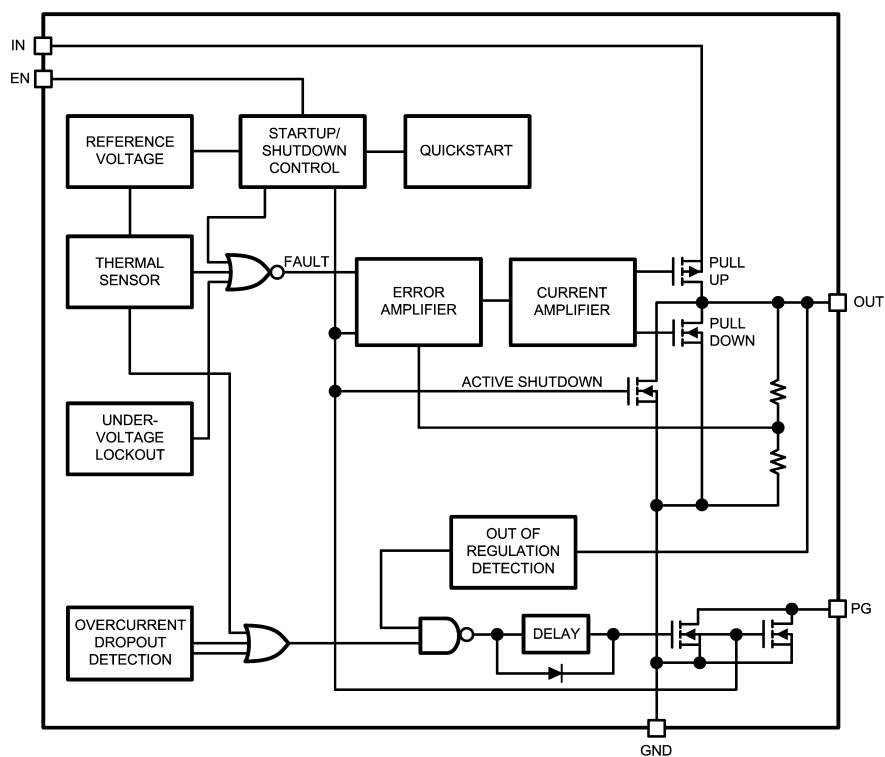 IN
EN
REFERENCE
VOLTAGE
STARTUP/
SHUTDOWN
CONTROL
QUICKSTART
THERMAL
SENSOR
FAULT
ERROR
AMPLIFIER
CURRENT
AMPLIFIER
PULL
UP
OUT
PULL
DOWN
ACTIVE SHUTDOWN
UNDER-
VOLTAGE
LOCKOUT
OUT OF
REGULATION
DETECTION
OVERCURRENT
DROPOUT
DETECTION
DELAY
PG
GND